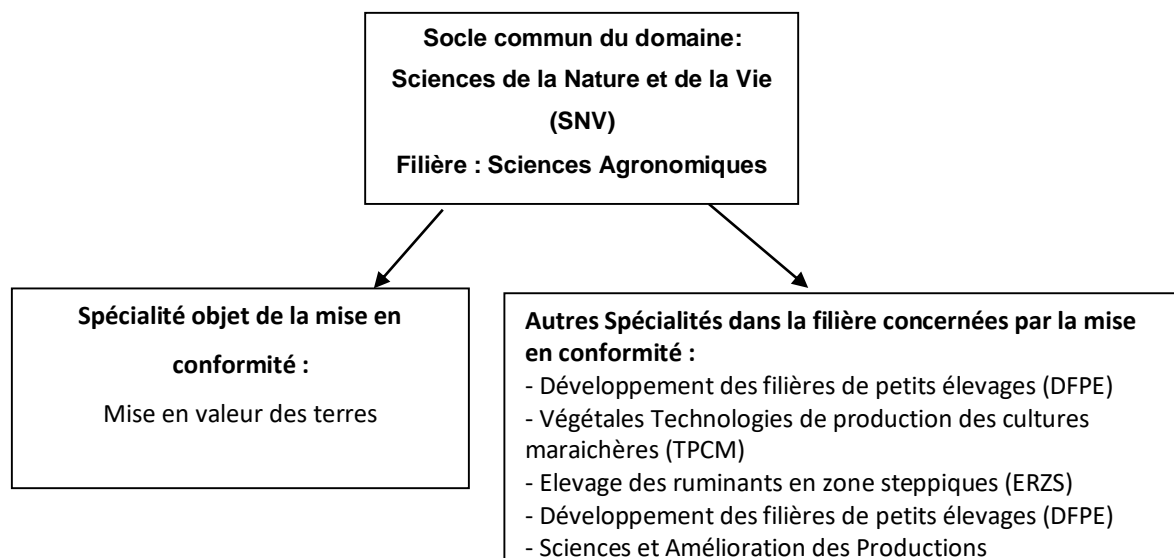 Socle commun du domaine:
Sciences de la Nature et de la Vie
(SNV)
Filière : Sciences Agronomiques
Spécialité objet de la mise en
conformité :
Mise en valeur des terres
Autres Spécialités dans la filière concernées par la mise
en conformité :
- Développement des filières de petits élevages (DFPE)
- Végétales Technologies de production des cultures
maraichères (TPCM)
- Elevage des ruminants en zone steppiques (ERZS)
- Développement des filières de petits élevages (DFPE)
- Sciences et Amélioration des Productions